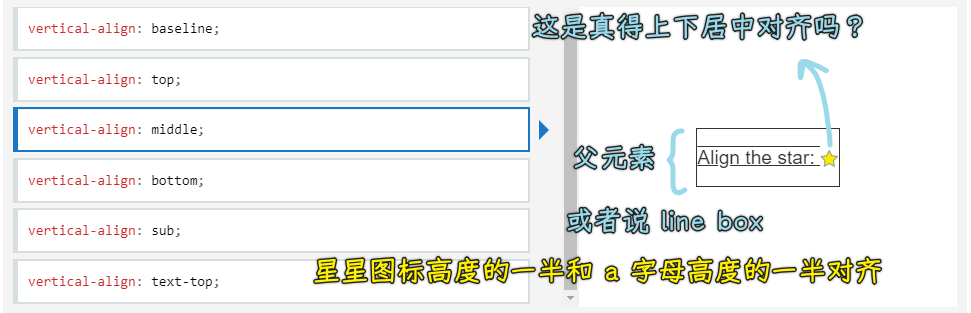 vertical-align: baseline;
这是真得上下居中对齐吗？
vertical-align: top;
vertical-align: middle;
父元素
Align the star:
vertical-align: bottom;
vertical-align: sub;
或者说 line box
vertical-align: text-top;
星星图标高度的一半和 a 字母高度的一半对齐